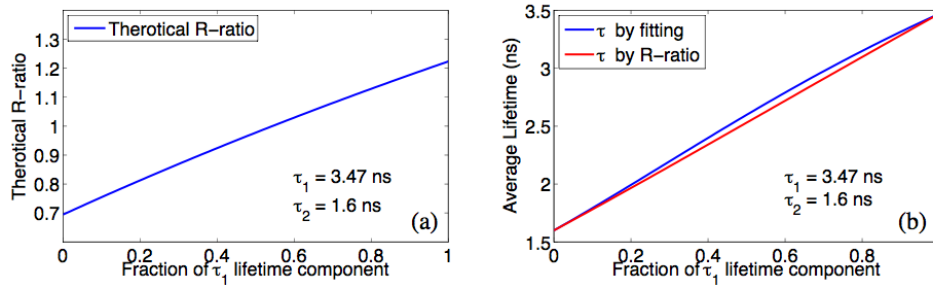 Therotical R-ratio
Therotical R-ratio
1.3
1.2
1.1
1
0.9
0.8
0.7
0 0.2 0.4 0.6 0.8 1
τ1 = 3.47 ns
τ2 = 1.6 ns
(a)
Fraction of τ1 lifetime component
Average Lifetime (ns)
τ by fitting
τ by R-ratio
3.5
3
2.5
2
1.5
0 0.2 0.4 0.6 0.8
τ1 = 3.47 ns
τ2 = 1.6 ns
(b)
Fraction of τ1 lifetime component